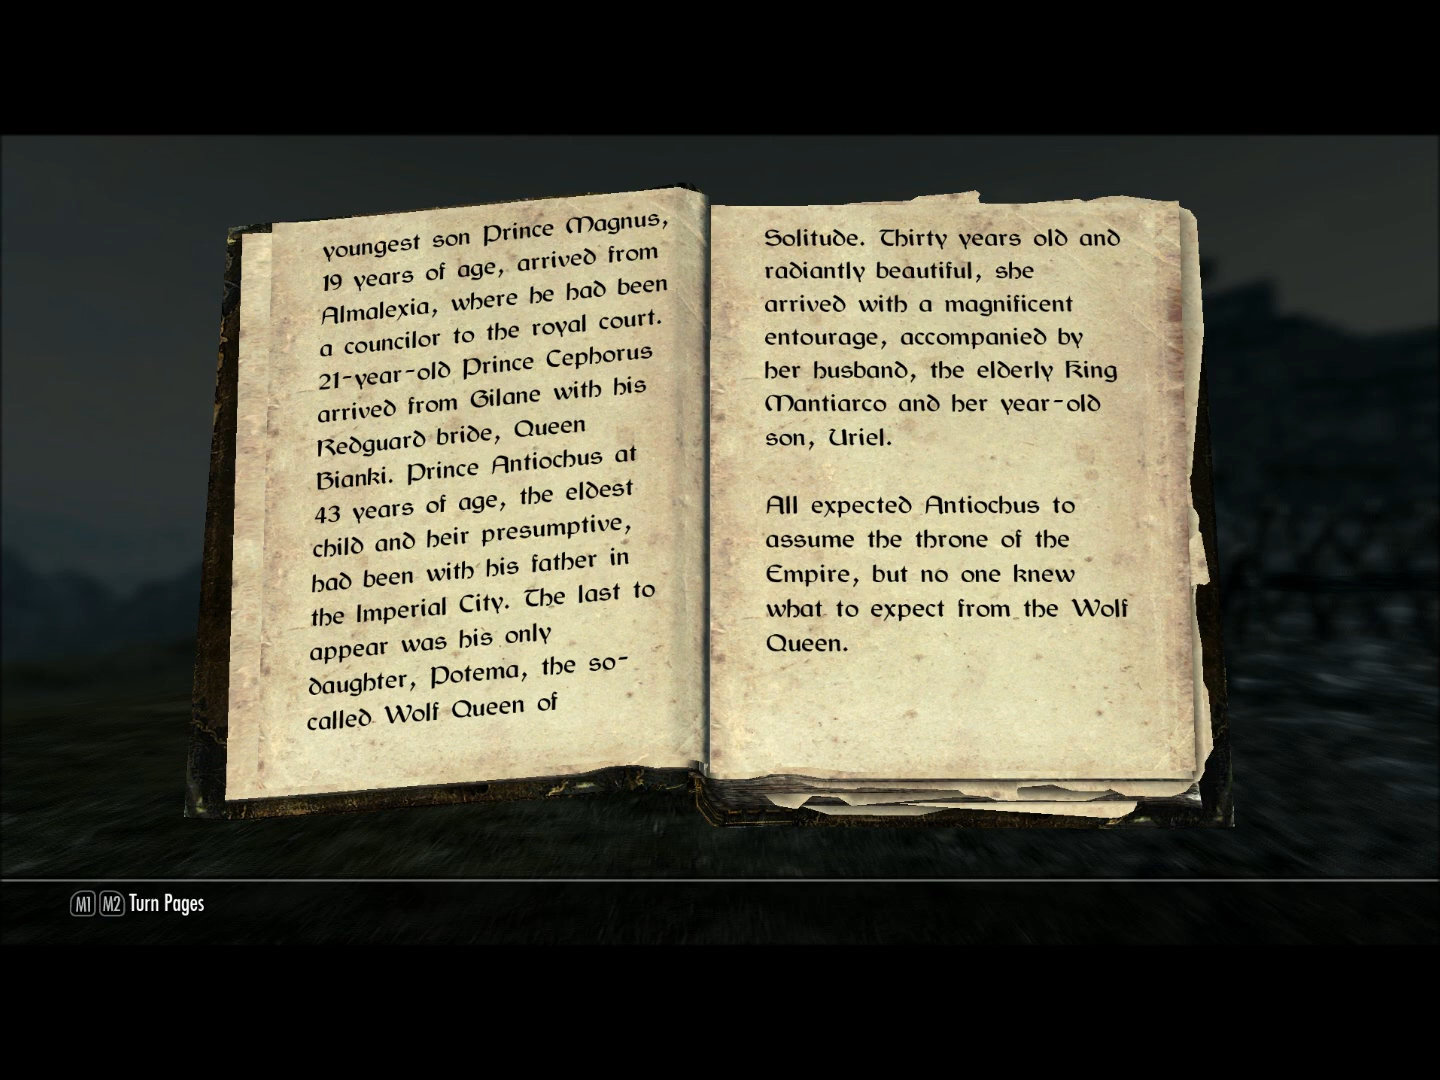 youngest son Prince Magnus,
19 years of age, arrived from
Almalexia, where he had been
a councilor to the royal court.
21-year-old Prince Cephorus
arrived from Gilane with his
Redguard bride, Queen
Bianki. Prince Antiochus at
43 years of age, the eldest
child and heir presumptive,
had been with his father in
the Imperial City. The last to
appear was his only
daughter, Potema, the so-
called Wolf Queen of
Solitude. Thirty years old and
radiantly beautiful, she
arrived with a magnificent
entourage, accompanied by
her husband, the elderly King
Mantiarco and her year-old
son, Uriel.
All expected Antiochus to
assume the throne of the
Empire, but no one knew
what to expect from the Wolf
Queen.
M1 M2 Turn Pages